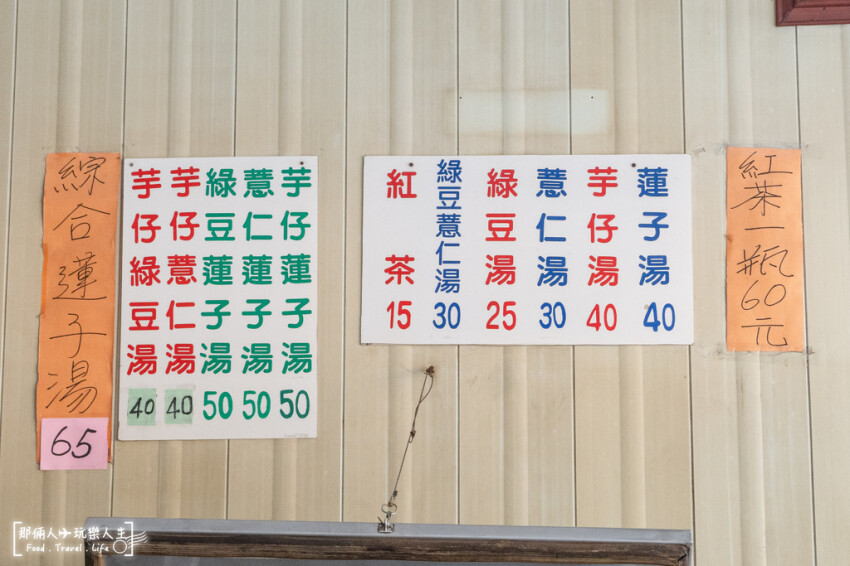 綜合蓮子湯
65
芋仔綠豆湯
40
芋仔薏仁湯
40
綠豆蓮子湯
50
薏仁蓮子湯
50
芋仔蓮子湯
50
紅茶
15
綠豆薏仁湯
30
綠豆湯
25
薏仁湯
30
芋仔湯
40
蓮子湯
40
紅茶一瓶60元
那倆人玩樂人生
Food . Travel . Life